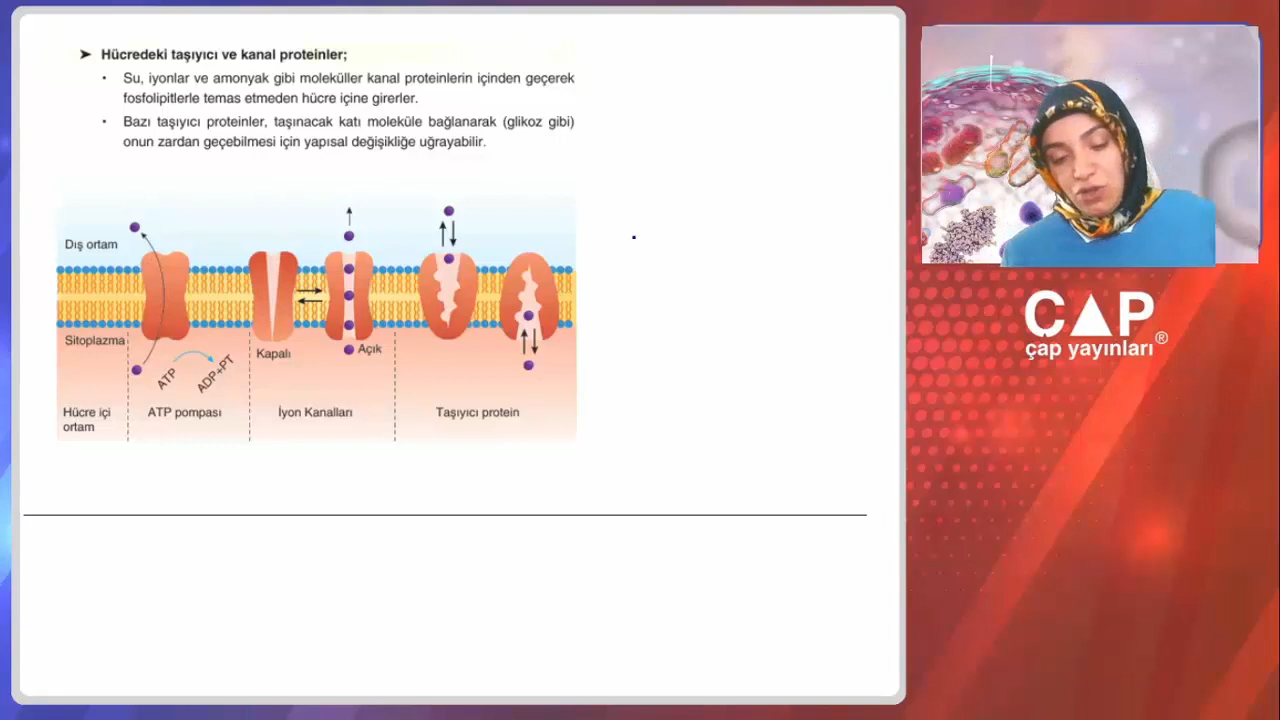 ➤ Hücredeki taşıyıcı ve kanal proteinler;
• Su, iyonlar ve amonyak gibi moleküller kanal proteinlerin içinden geçerek
fosfolipitlerle temas etmeden hücre içine girerler.
• Bazı taşıyıcı proteinler, taşınacak katı moleküle bağlanarak (glikoz gibi)
onun zardan geçebilmesi için yapısal değişikliğe uğrayabilir.
Dış ortam
Sitoplazma
Kapalı
Açık
ATP
ADP+PT
Hücre içi
ortam
ATP pompası
İyon Kanalları
Taşıyıcı protein
ÇAP
çap yayınları®